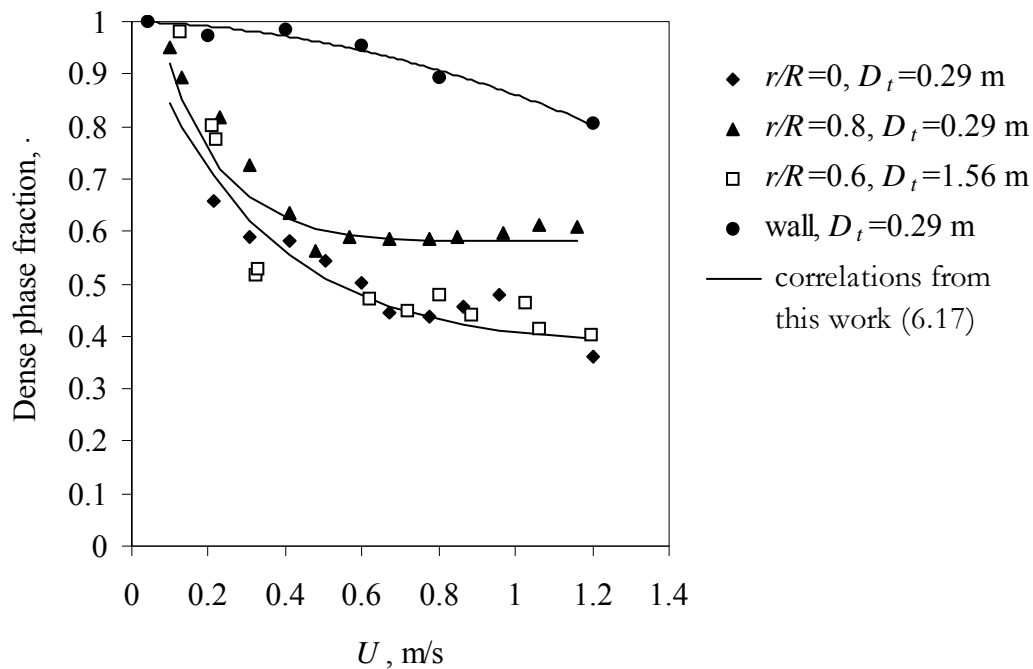 Dense phase fraction, .
1
0.9
0.8
0.7
0.6
0.5
0.4
0.3
0.2
0.1
0
0 0.2 0.4 0.6 0.8 1 1.2 1.4
U , m/s
r/R=0, D t=0.29 m
r/R=0.8, D t=0.29 m
r/R=0.6, D t=1.56 m
wall, D t=0.29 m
correlations from
this work (6.17)